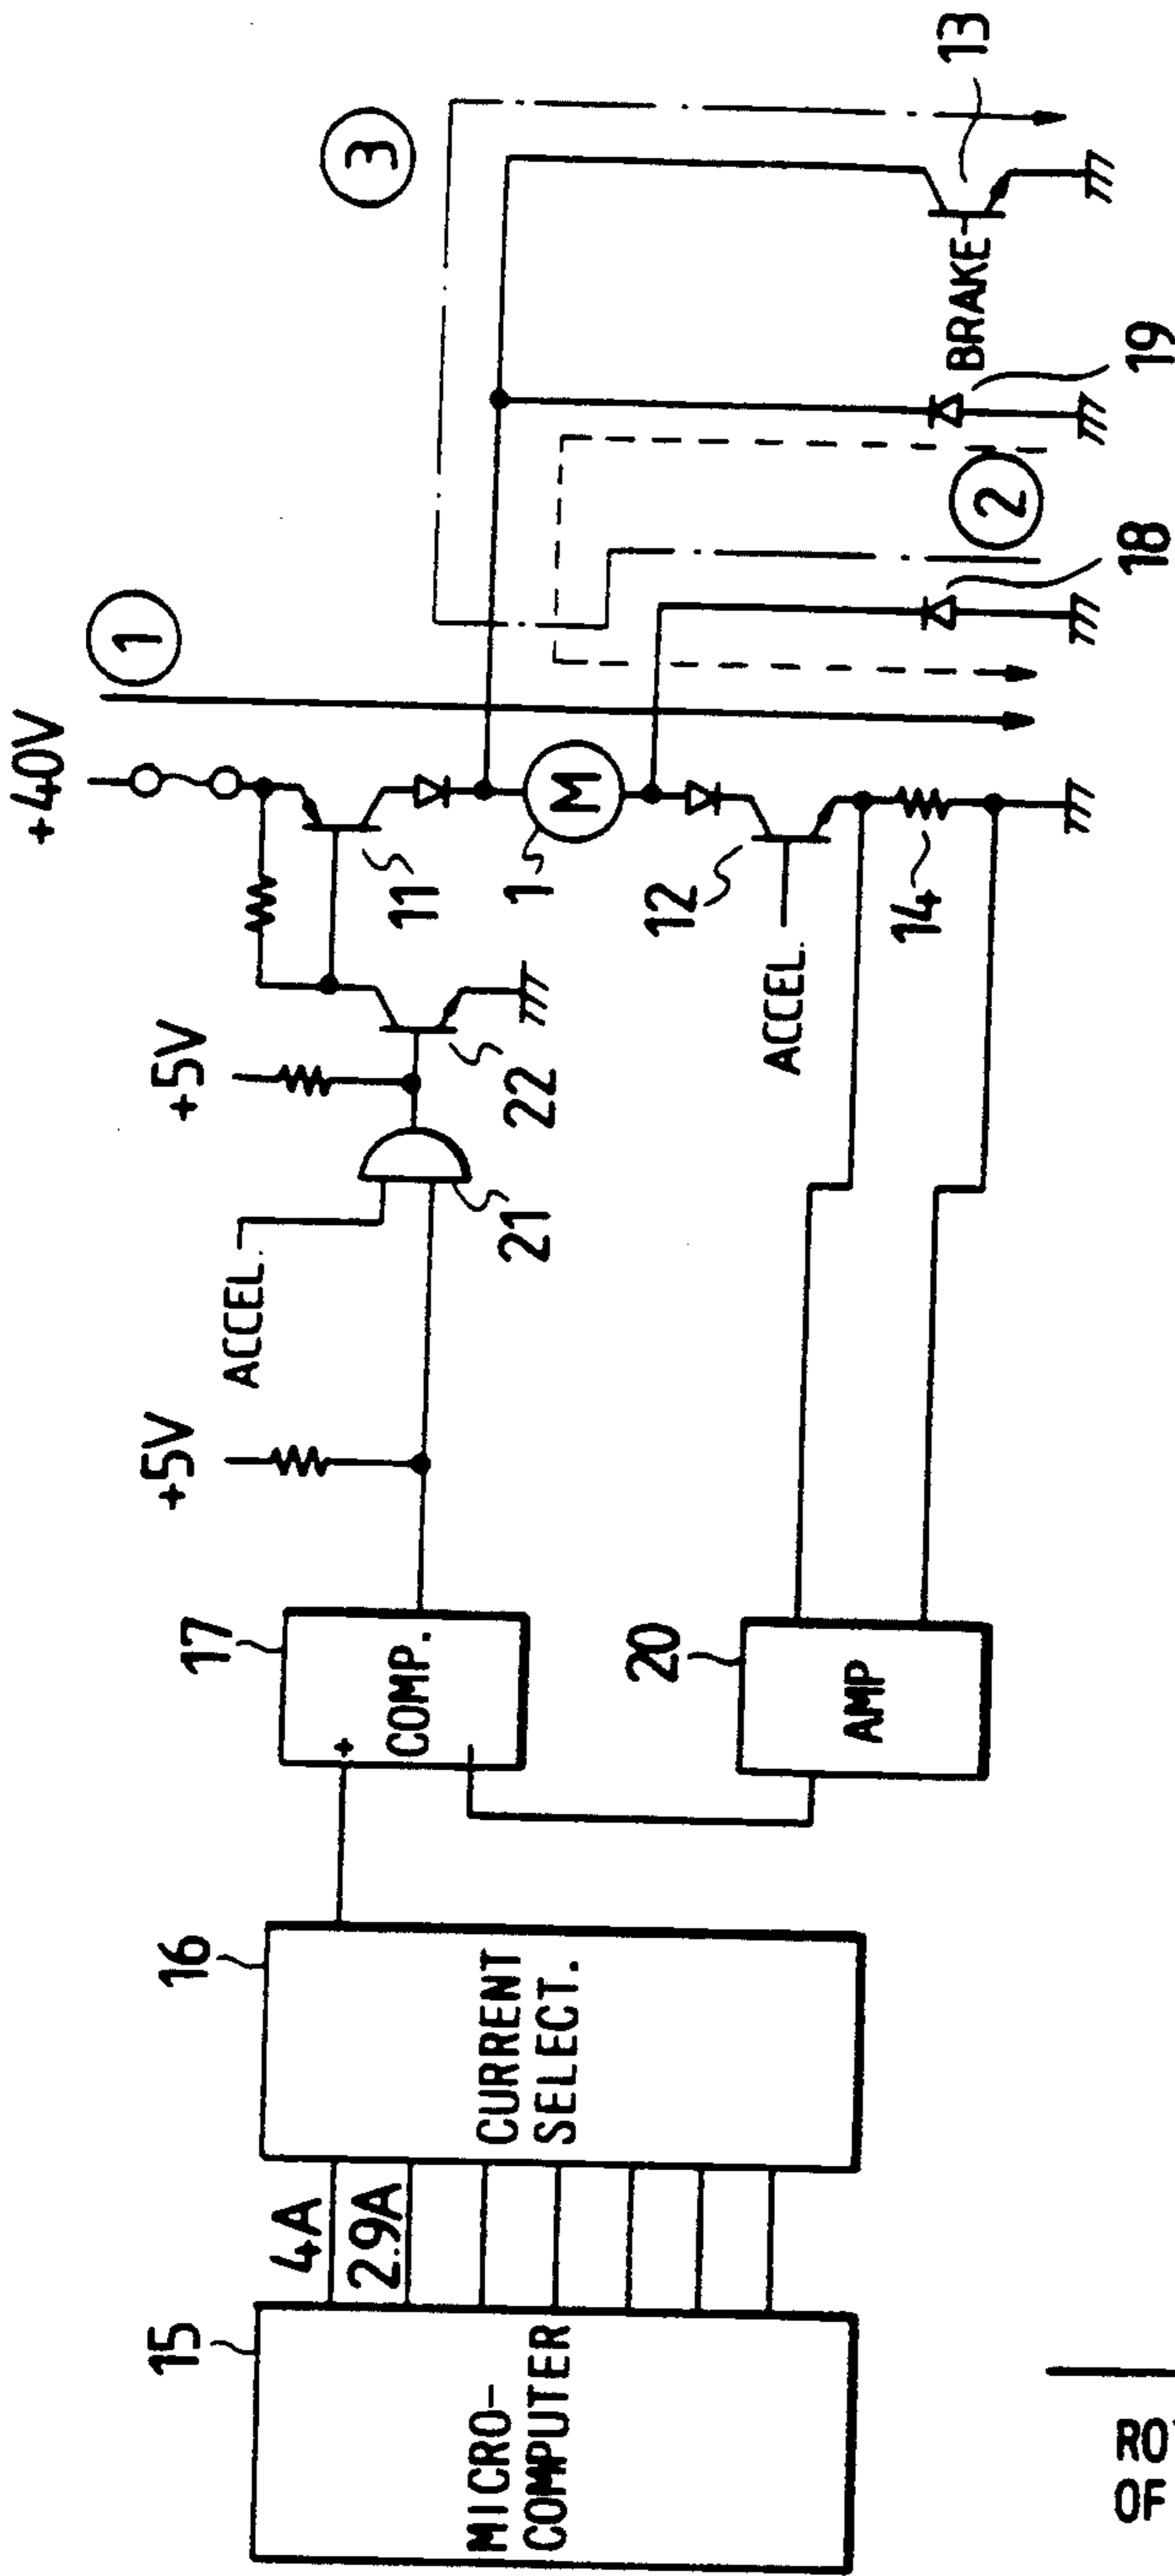 +40V
1
3
+5V
+5V
ACCEL.
11
22
21
1
M
12
ACCEL.
14
13
BRAKE
19
2
18
17
+
COMP.
−
20
AMP
16
CURRENT
SELECT.
4A
2.9A
15
MICRO-
COMPUTER
OF